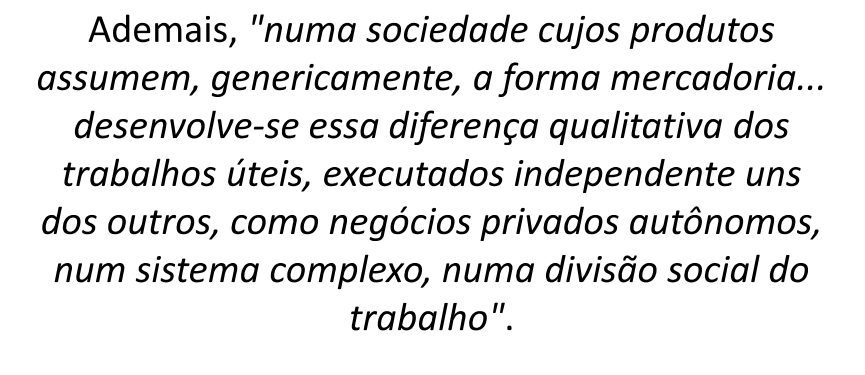 Ademais, "numa sociedade cujos produtos
assumem, genericamente, a forma mercadoria...
desenvolve-se essa diferença qualitativa dos
trabalhos úteis, executados independente uns
dos outros, como negócios privados autônomos,
num sistema complexo, numa divisão social do
trabalho".